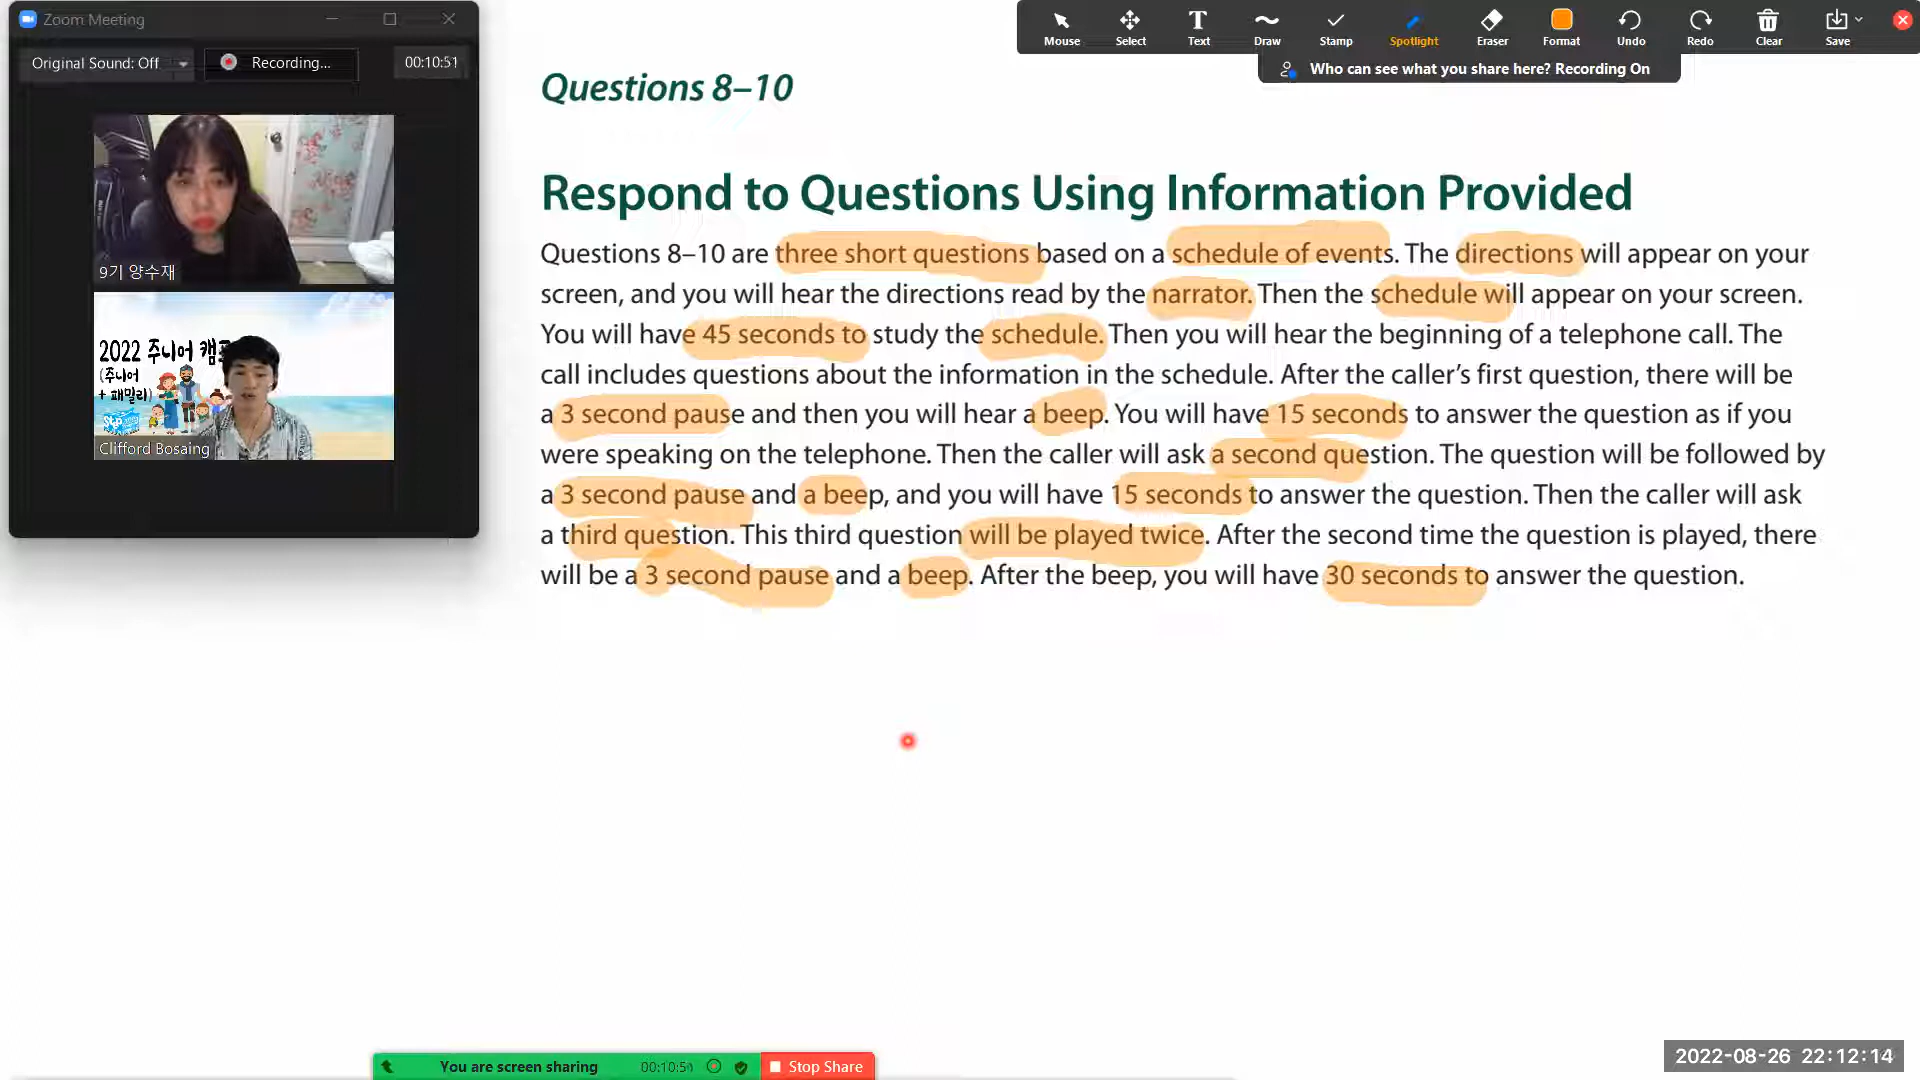 Zoom Meeting
Original Sound: Off
Recording...
00:10:51
9기 양수재
2022 주니어 캠프
(주니어
+ 패밀리)
Clifford Bosaing
Mouse
Select
Text
Draw
Stamp
Spotlight
Eraser
Format
Undo
Redo
Clear
Save
Who can see what you share here? Recording On
Questions 8–10
Respond to Questions Using Information Provided
Questions 8–10 are three short questions based on a schedule of events. The directions will appear on your
screen, and you will hear the directions read by the narrator. Then the schedule will appear on your screen.
You will have 45 seconds to study the schedule. Then you will hear the beginning of a telephone call. The
call includes questions about the information in the schedule. After the caller’s first question, there will be
a 3 second pause and then you will hear a beep. You will have 15 seconds to answer the question as if you
were speaking on the telephone. Then the caller will ask a second question. The question will be followed by
a 3 second pause and a beep, and you will have 15 seconds to answer the question. Then the caller will ask
a third question. This third question will be played twice. After the second time the question is played, there
will be a 3 second pause and a beep. After the beep, you will have 30 seconds to answer the question.
You are screen sharing
00:10:51
Stop Share
2022-08-26 22:12:14